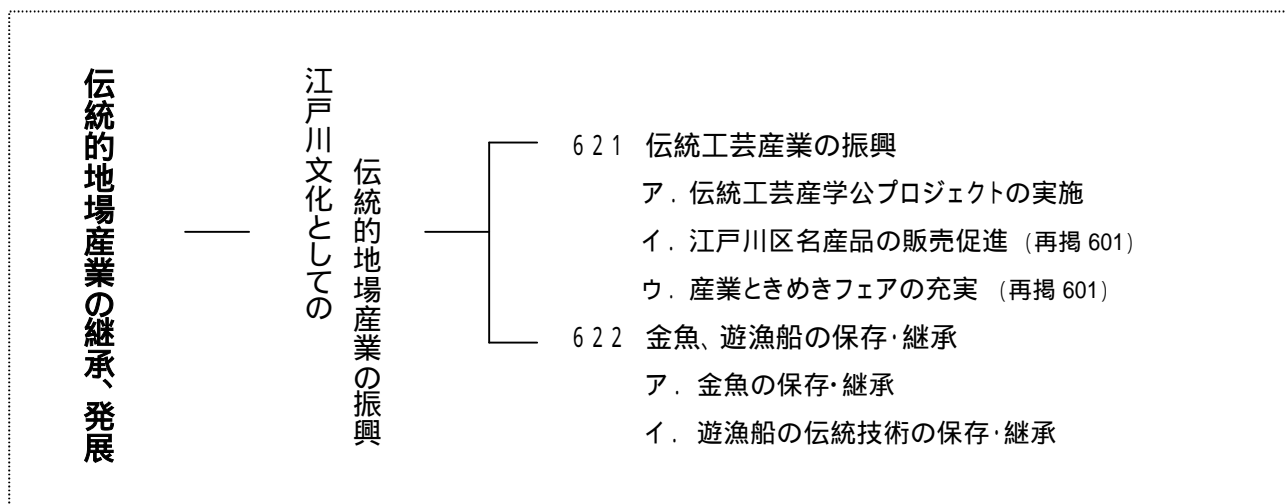 伝統的地場産業の継承、発展
江戸川文化としての
伝統的地場産業の振興
621 伝統工芸産業の振興
ア. 伝統工芸産学公プロジェクトの実施
イ. 江戸川区名産品の販売促進 (再掲 601)
ウ. 産業ときめきフェアの充実 (再掲 601)
622 金魚、遊漁船の保存・継承
ア. 金魚の保存・継承
イ. 遊漁船の伝統技術の保存・継承